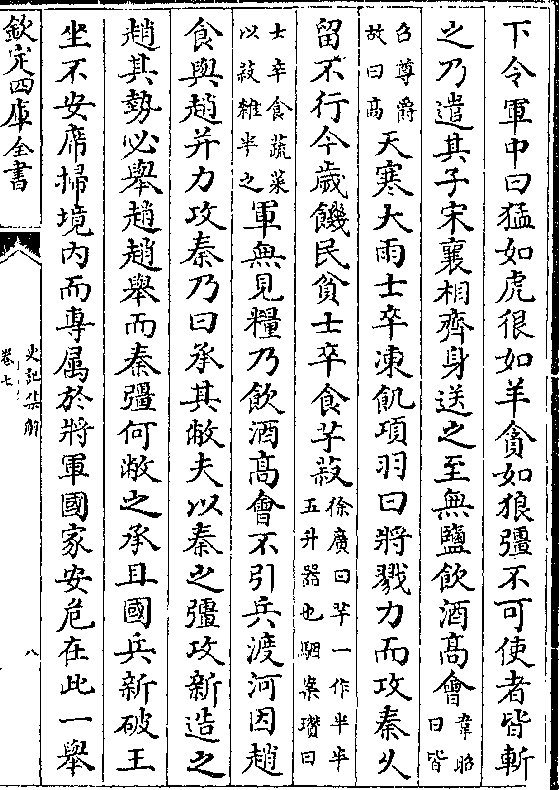 下令軍中曰猛如虎很如羊貪如狼彊不可使者皆斬
之乃遣其子宋襄相齊身送之至無鹽飲酒高會韋昭曰皆
召尊爵故曰高天寒大雨士卒凍飢項羽曰將戮力而攻秦乆
留不行今歲饑民貧士卒食芋菽徐廣曰芋一作半半五升器也駰案瓚曰
士卒食蔬菜以菽雜半之軍無見糧乃飲酒高會不引兵渡河因趙
食與趙并力攻秦乃曰承其敝夫以秦之彊攻新造之
趙其勢必舉趙趙舉而秦彊何敝之承且國兵新破王
坐不安席掃境內而專属於將軍國家安危在此一舉
欽定四庫全書
史記集解
卷七
八